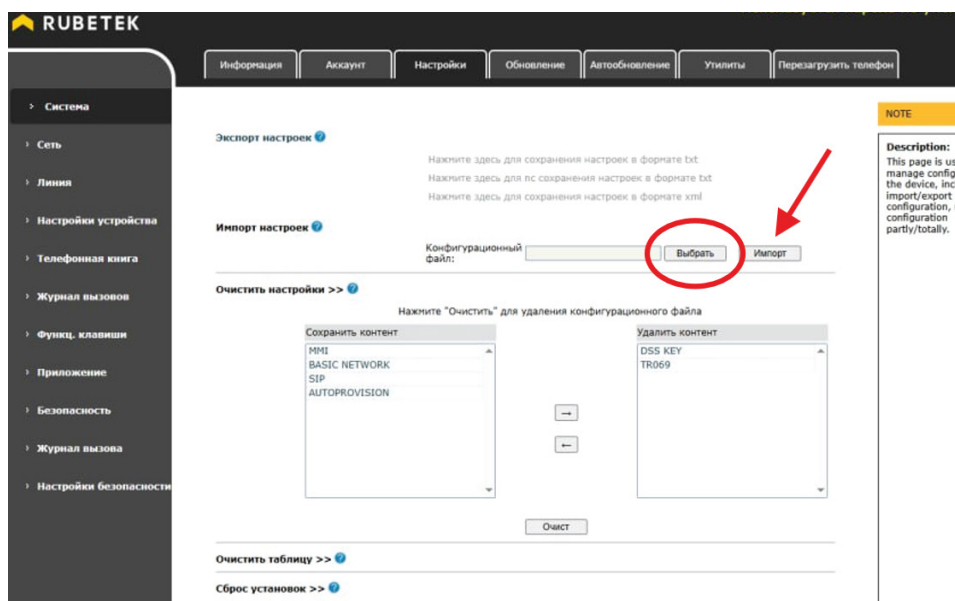 RUBETEK
Информация
Аккаунт
Настройки
Обновление
Автообновление
Утилиты
Перезагрузить телефон
Система
Сеть
Линия
Настройки устройства
Телефонная книга
Журнал вызовов
Функц. клавиши
Приложение
Безопасность
Журнал вызова
Настройки безопасности
Экспорт настроек
Нажмите здесь для сохранения настроек в формате txt
Нажмите здесь для nc сохранения настроек в формате txt
Нажмите здесь для сохранения настроек в формате xml
Импорт настроек
Конфигурационный
файл:
Выбрать
Импорт
Очистить настройки >>
Нажмите "Очистить" для удаления конфигурационного файла
Сохранить контент
MMI
BASIC NETWORK
SIP
AUTOPROVISION
→
←
Удалить контент
DSS KEY
TR069
Очист
Очистить таблицу >>
Сброс установок >>
NOTE
Description:
This page is us
manage config
the device, inc
import/export
configuration,
configuration
partly/totally.